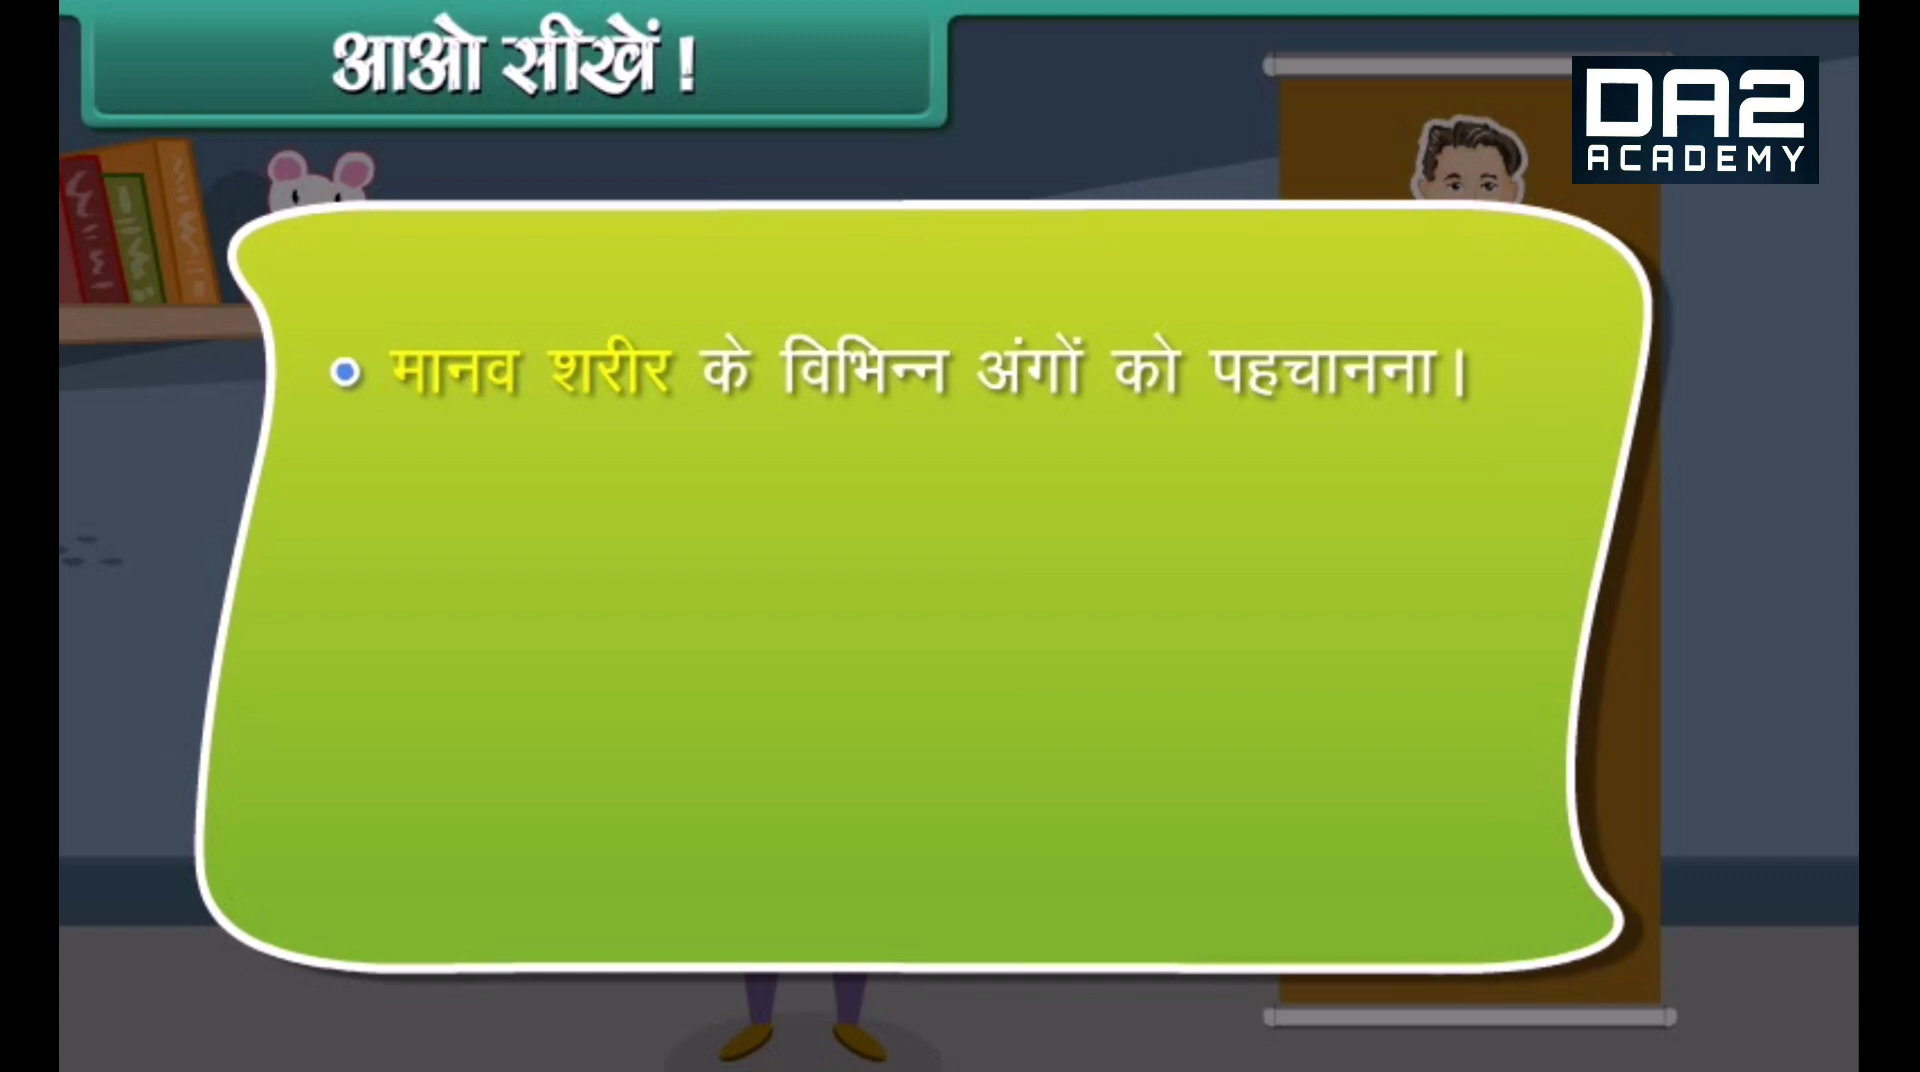 आओ सीखें!
DA2
ACADEMY
मानव शरीर के विभिन्न अंगों को पहचानना।